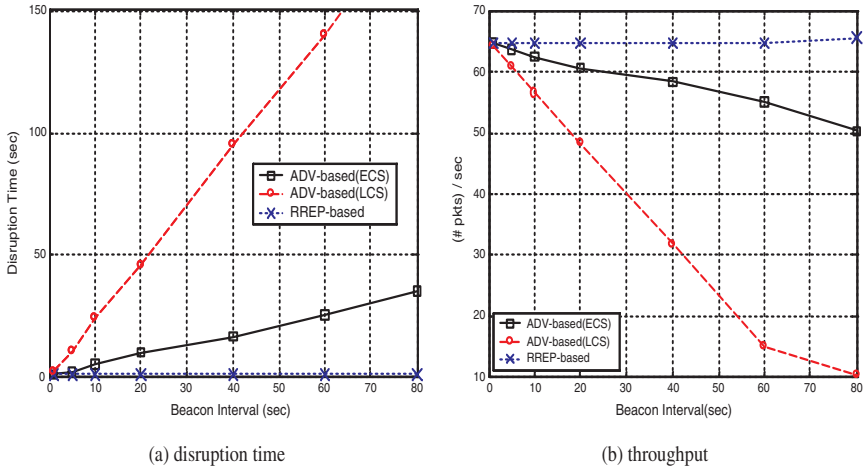 150
100
50
0
0 10 20 30 40 50 60 70 80
Disruption Time (sec)
Beacon Interval (sec)
ADV-based(ECS)
ADV-based(LCS)
RREP-based
(a) disruption time
70
60
50
40
30
20
10
0 10 20 30 40 50 60 70 80
(# pkts) / sec
Beacon Interval(sec)
ADV-based(ECS)
ADV-based(LCS)
RREP-based
(b) throughput